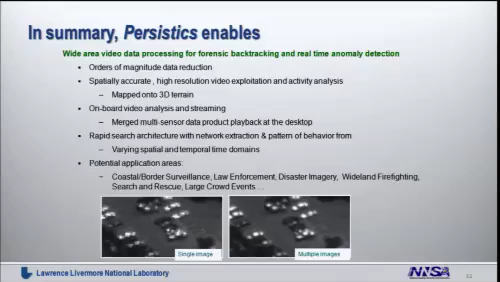 In summary, Persistics enables
Wide area video data processing for forensic backtracking and real time anomaly detection
• Orders of magnitude data reduction
• Spatially accurate , high resolution video exploitation and activity analysis
– Mapped onto 3D terrain
• On-board video analysis and streaming
– Merged multi-sensor data product playback at the desktop
• Rapid search architecture with network extraction & pattern of behavior from
– Varying spatial and temporal time domains
• Potential application areas:
– Coastal/Border Surveillance, Law Enforcement, Disaster Imagery, Wideland Firefighting,
Search and Rescue, Large Crowd Events …
Single image
Multiple images
Lawrence Livermore National Laboratory
NNSA